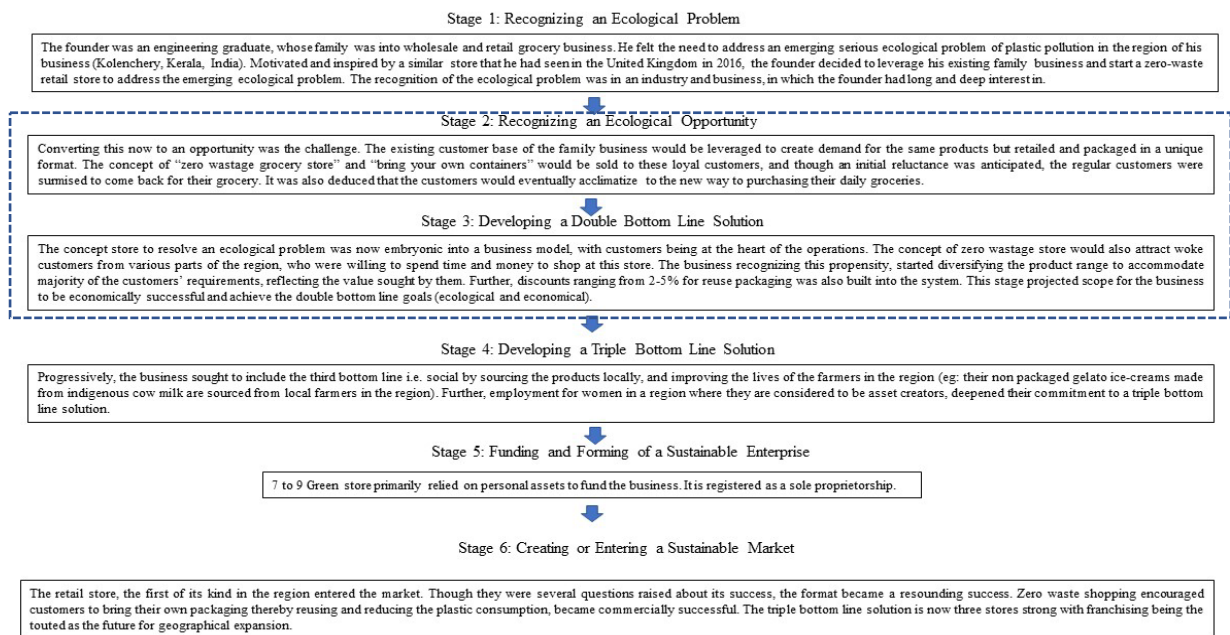 Stage 1: Recognizing an Ecological Problem
The founder was an engineering graduate, whose family was into wholesale and retail grocery business. He felt the need to address an emerging serious ecological problem of plastic pollution in the region of his
business (Kolenchery, Kerala, India). Motivated and inspired by a similar store that he had seen in the United Kingdom in 2016, the founder decided to leverage his existing family business and start a zero-waste
retail store to address the emerging ecological problem. The recognition of the ecological problem was in an industry and business, in which the founder had long and deep interest in.
Stage 2: Recognizing an Ecological Opportunity
Converting this now to an opportunity was the challenge. The existing customer base of the family business would be leveraged to create demand for the same products but retailed and packaged in a unique
format. The concept of “zero wastage grocery store” and “bring your own containers” would be sold to these loyal customers, and though an initial reluctance was anticipated, the regular customers were
surmised to come back for their grocery. It was also deduced that the customers would eventually acclimatize to the new way to purchasing their daily groceries.
Stage 3: Developing a Double Bottom Line Solution
The concept store to resolve an ecological problem was now embryonic into a business model, with customers being at the heart of the operations. The concept of zero wastage store would also attract woke
customers from various parts of the region, who were willing to spend time and money to shop at this store. The business recognizing this propensity, started diversifying the product range to accommodate
majority of the customers’ requirements, reflecting the value sought by them. Further, discounts ranging from 2-5% for reuse packaging was also built into the system. This stage projected scope for the business
to be economically successful and achieve the double bottom line goals (ecological and economical).
Stage 4: Developing a Triple Bottom Line Solution
Progressively, the business sought to include the third bottom line i.e. social by sourcing the products locally, and improving the lives of the farmers in the region (eg: their non packaged gelato ice-creams made
from indigenous cow milk are sourced from local farmers in the region). Further, employment for women in a region where they are considered to be asset creators, deepened their commitment to a triple bottom
line solution.
Stage 5: Funding and Forming of a Sustainable Enterprise
7 to 9 Green store primarily relied on personal assets to fund the business. It is registered as a sole proprietorship.
Stage 6: Creating or Entering a Sustainable Market
The retail store, the first of its kind in the region entered the market. Though they were several questions raised about its success, the format became a resounding success. Zero waste shopping encouraged
customers to bring their own packaging thereby reusing and reducing the plastic consumption, became commercially successful. The triple bottom line solution is now three stores strong with franchising being the
touted as the future for geographical expansion.